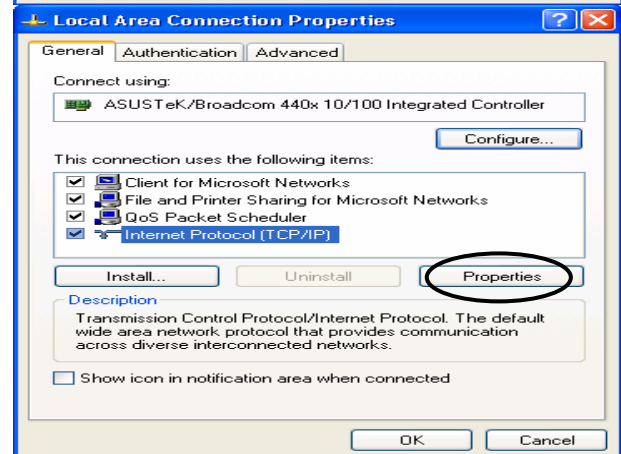 Local Area Connection Properties
General Authentication Advanced
Connect using:
ASUSTeK/Broadcom 440x 10/100 Integrated Controller
Configure...
This connection uses the following items:
Client for Microsoft Networks
File and Printer Sharing for Microsoft Networks
QoS Packet Scheduler
Internet Protocol (TCP/IP)
Install... Uninstall Properties
Description
Transmission Control Protocol/Internet Protocol. The default
wide area network protocol that provides communication
across diverse interconnected networks.
Show icon in notification area when connected
OK Cancel